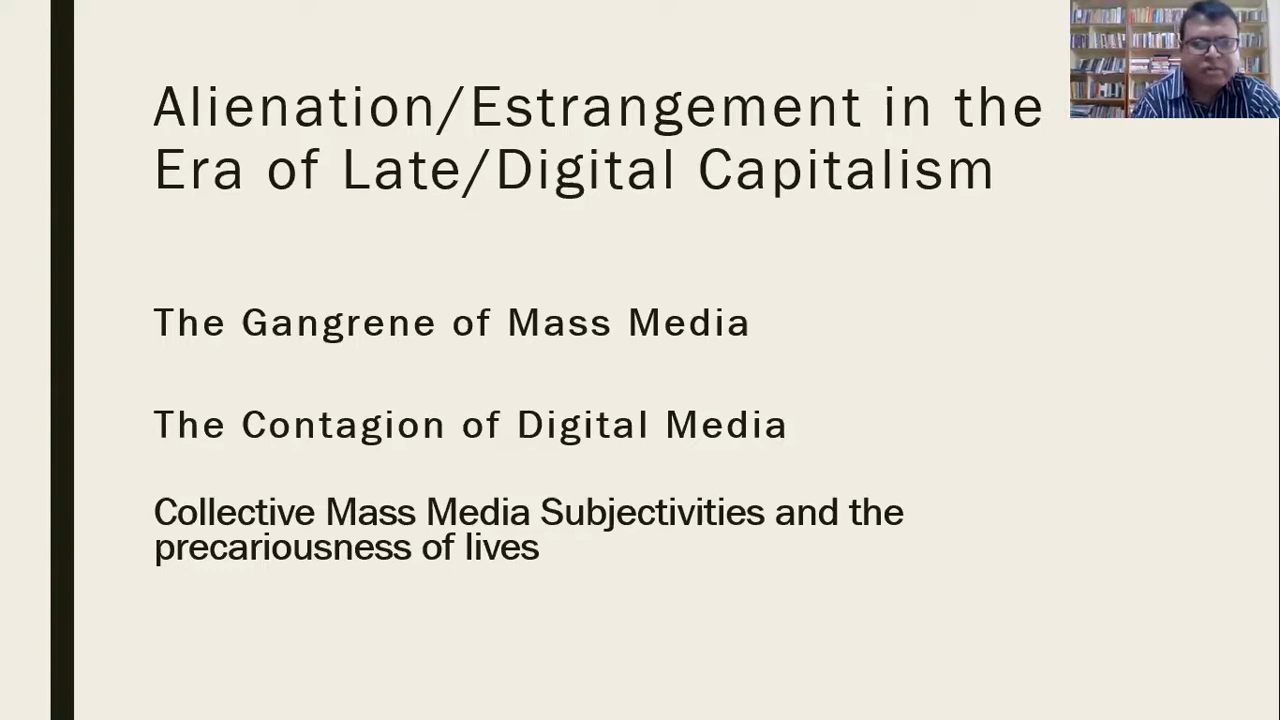 Alienation/Estrangement in the
Era of Late/Digital Capitalism
The Gangrene of Mass Media
The Contagion of Digital Media
Collective Mass Media Subjectivities and the
precariousness of lives